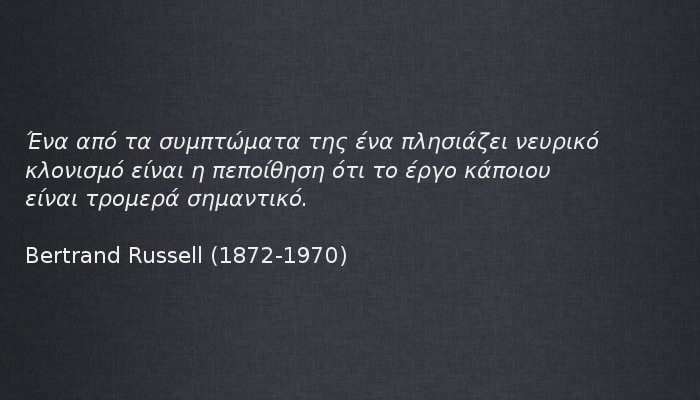 Ένα από τα συμπτώματα της ένα πλησιάζει νευρικό
κλονισμό είναι η πεποίθηση ότι το έργο κάποιου
είναι τρομερά σημαντικό.
Bertrand Russell (1872-1970)